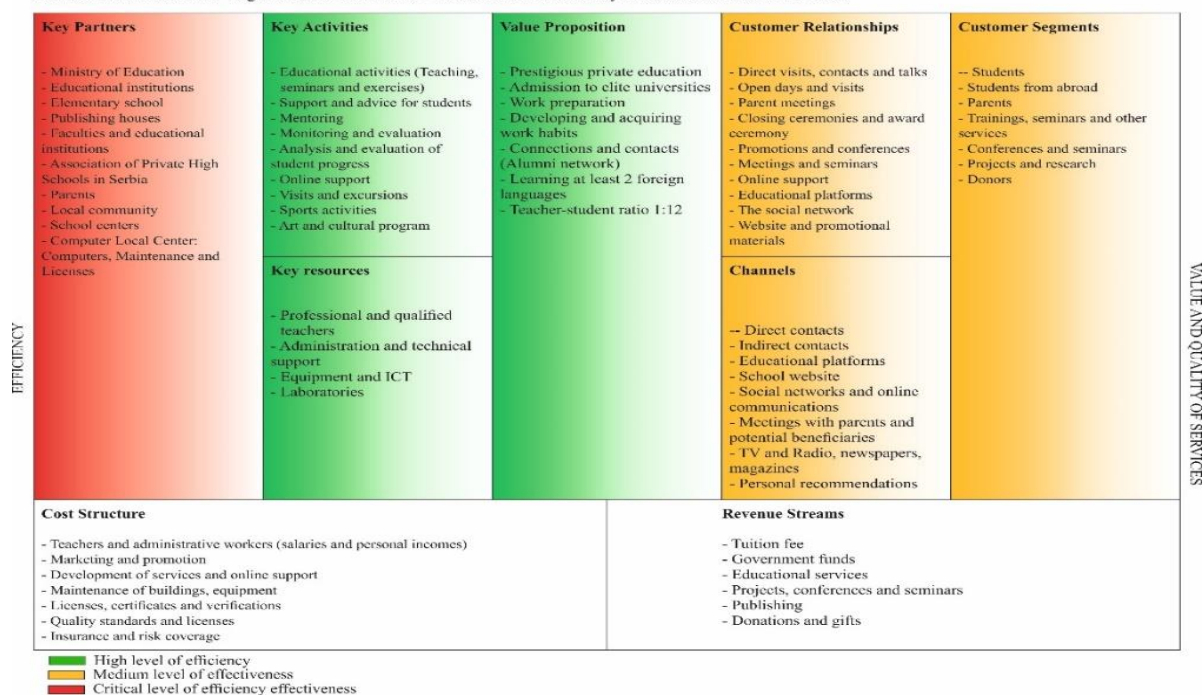 Key Partners
- Ministry of Education
- Educational institutions
- Elementary school
- Publishing houses
- Faculties and educational
institutions
- Association of Private High
Schools in Serbia
- Parents
- Local community
- School centers
- Computer Local Center:
Computers, Maintenance and
Licenses
Key Activities
- Educational activities (Teaching,
seminars and exercises)
- Support and advice for students
- Mentoring
- Monitoring and evaluation
- Analysis and evaluation of
student progress
- Online support
- Visits and excursions
- Sports activities
- Art and cultural program
Key resources
- Professional and qualified
teachers
- Administration and technical
support
- Equipment and ICT
- Laboratories
Value Proposition
- Prestigious private education
- Admission to elite universities
- Work preparation
- Developing and acquiring
work habits
- Connections and contacts
(Alumni network)
- Learning at least 2 foreign
languages
- Teacher-student ratio 1:12
Customer Relationships
- Direct visits, contacts and talks
- Open days and visits
- Parent meetings
- Closing ceremonies and award
ceremony
- Promotions and conferences
- Meetings and seminars
- Online support
- Educational platforms
- The social network
- Website and promotional
materials
Channels
-- Direct contacts
- Indirect contacts
- Educational platforms
- School website
- Social networks and online
communications
- Meetings with parents and
potential beneficiaries
- TV and Radio, newspapers,
magazines
- Personal recommendations
Customer Segments
-- Students
- Students from abroad
- Parents
- Trainings, seminars and other
services
- Conferences and seminars
- Projects and research
- Donors
EFFICIENCY
VALUE AND QUALITY OF SERVICES
Cost Structure
- Teachers and administrative workers (salaries and personal incomes)
- Marketing and promotion
- Development of services and online support
- Maintenance of buildings, equipment
- Licenses, certificates and verifications
- Quality standards and licenses
- Insurance and risk coverage
Revenue Streams
- Tuition fee
- Government funds
- Educational services
- Projects, conferences and seminars
- Publishing
- Donations and gifts
High level of efficiency
Medium level of effectiveness
Critical level of efficiency effectiveness